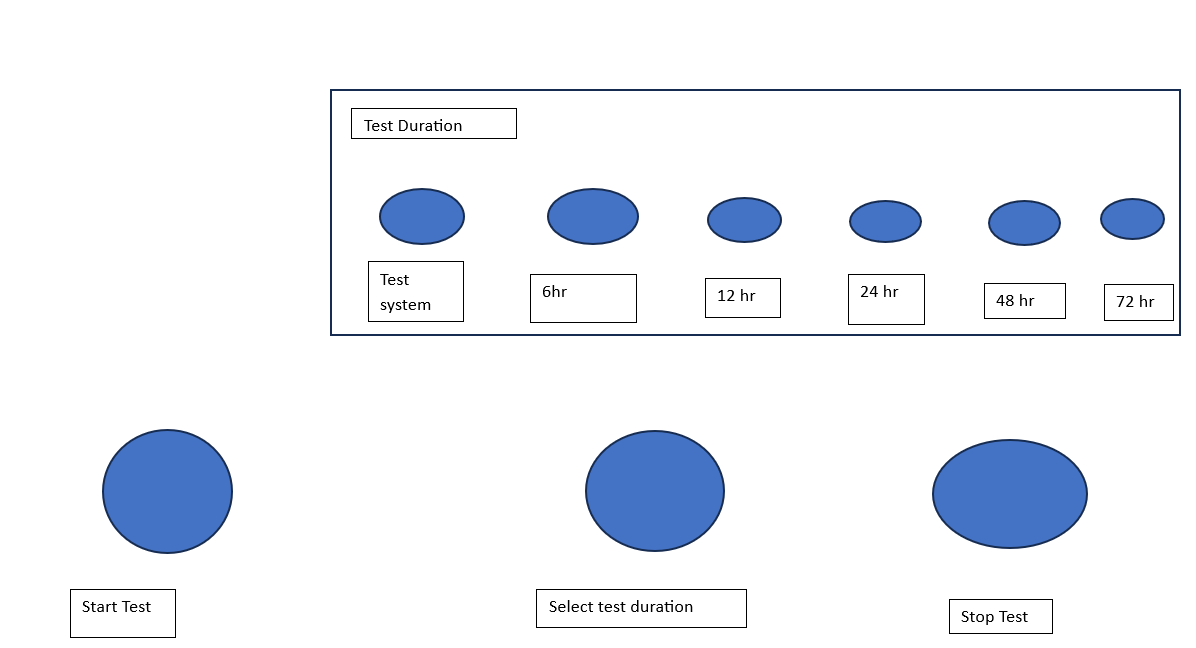 Test Duration
Test
system
6hr
12 hr
24 hr
48 hr
72 hr
Start Test
Select test duration
Stop Test